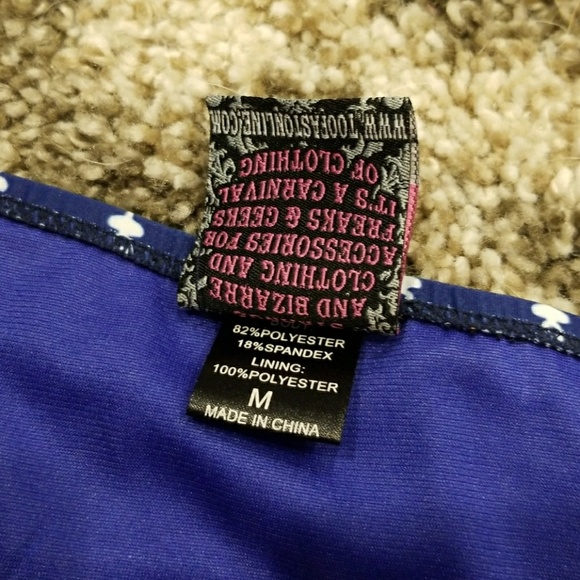 AND BIZARRE
CLOTHING AND
ACCESSORIES FOR
FREAKS & GEEKS
IT'S A CARNIVAL
OF CLOTHING
WWW.TOOFASTONLINE.COM
82%POLYESTER
18%SPANDEX
LINING:
100%POLYESTER
M
MADE IN CHINA